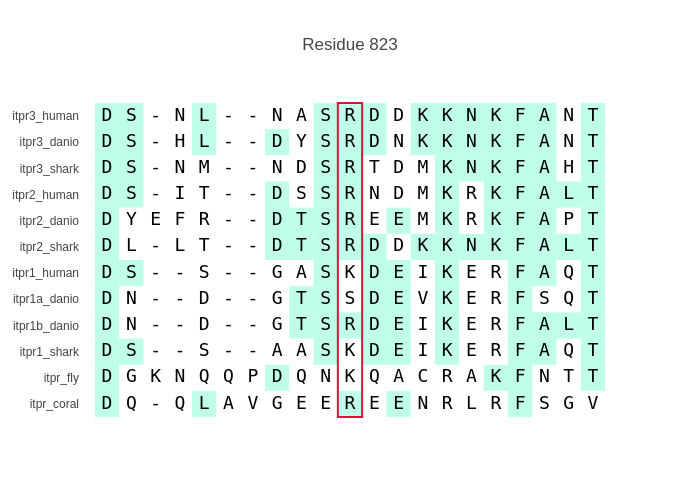 Residue 823
itpr3_human D S - N L - - N A S R D D K K N K F A N T
itpr3_danio D S - H L - - D Y S R D N K K N K F A N T
itpr3_shark D S - N M - - N D S R T D M K N K F A H T
itpr2_human D S - I T - - D S S R N D M K R K F A L T
itpr2_danio D Y E F R - - D T S R E E M K R K F A P T
itpr2_shark D L - L T - - D T S R D D K K N K F A L T
itpr1_human D S - - S - - G A S K D E I K E R F A Q T
itpr1a_danio D N - - D - - G T S S D E V K E R F S Q T
itpr1b_danio D N - - D - - G T S R D E I K E R F A L T
itpr1_shark D S - - S - - A A S K D E I K E R F A Q T
itpr_fly D G K N Q Q P D Q N K Q A C R A K F N T T
itpr_coral D Q - Q L A V G E E R E E N R L R F S G V